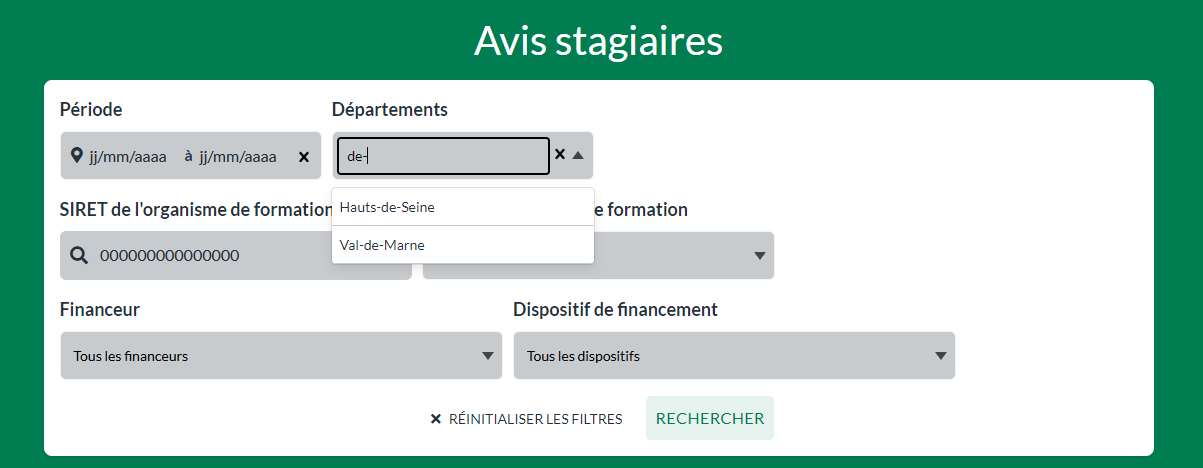 Avis stagiaires
Période
Départements
jj/mm/aaaa à jj/mm/aaaa
de-
Hauts-de-Seine
Val-de-Marne
SIRET de l'organisme de formation
e formation
000000000000000
Financeur
Dispositif de financement
Tous les financeurs
Tous les dispositifs
RÉINITIALISER LES FILTRES
RECHERCHER